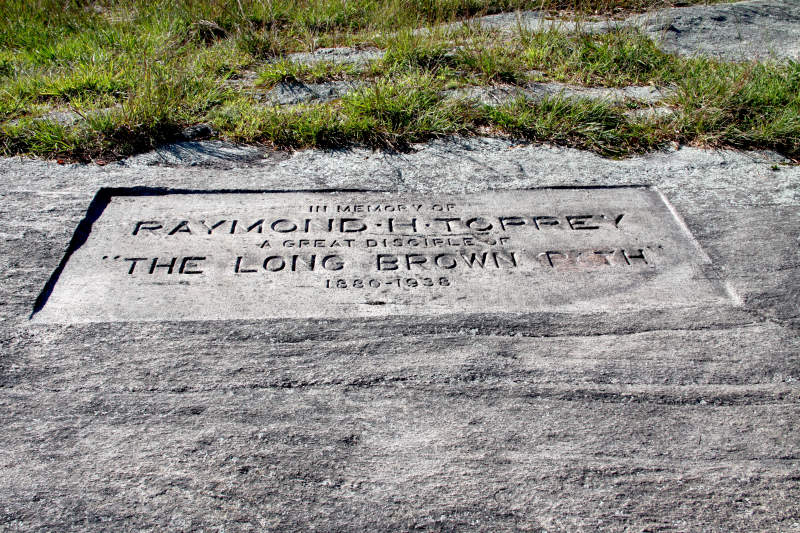 IN MEMORY OF
RAYMOND·H·TORREY
A GREAT DISCIPLE OF
"THE LONG BROWN PATH"
1880-1938